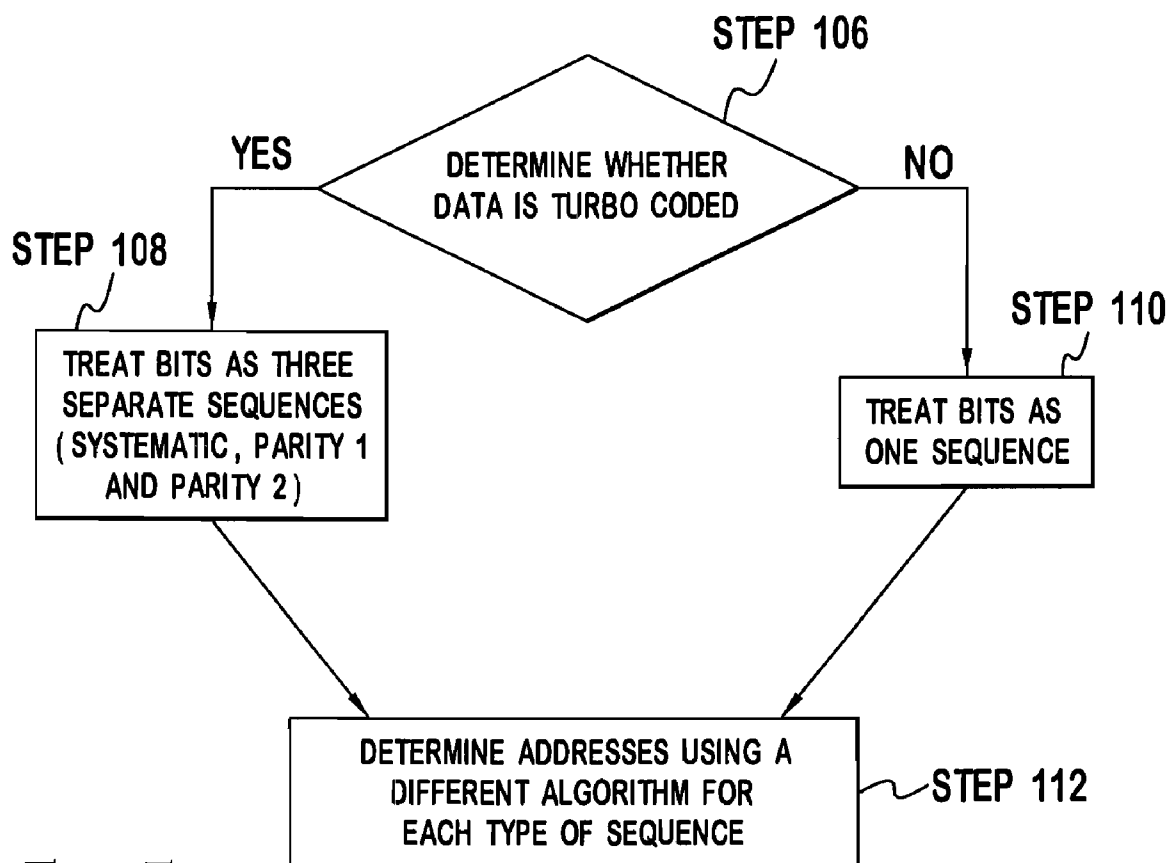 STEP 106
YES
DETERMINE WHETHER
DATA IS TURBO CODED
NO
STEP 108
TREAT BITS AS THREE
SEPARATE SEQUENCES
(SYSTEMATIC, PARITY 1
AND PARITY 2)
STEP 110
TREAT BITS AS
ONE SEQUENCE
DETERMINE ADDRESSES USING A
DIFFERENT ALGORITHM FOR
EACH TYPE OF SEQUENCE
STEP 112